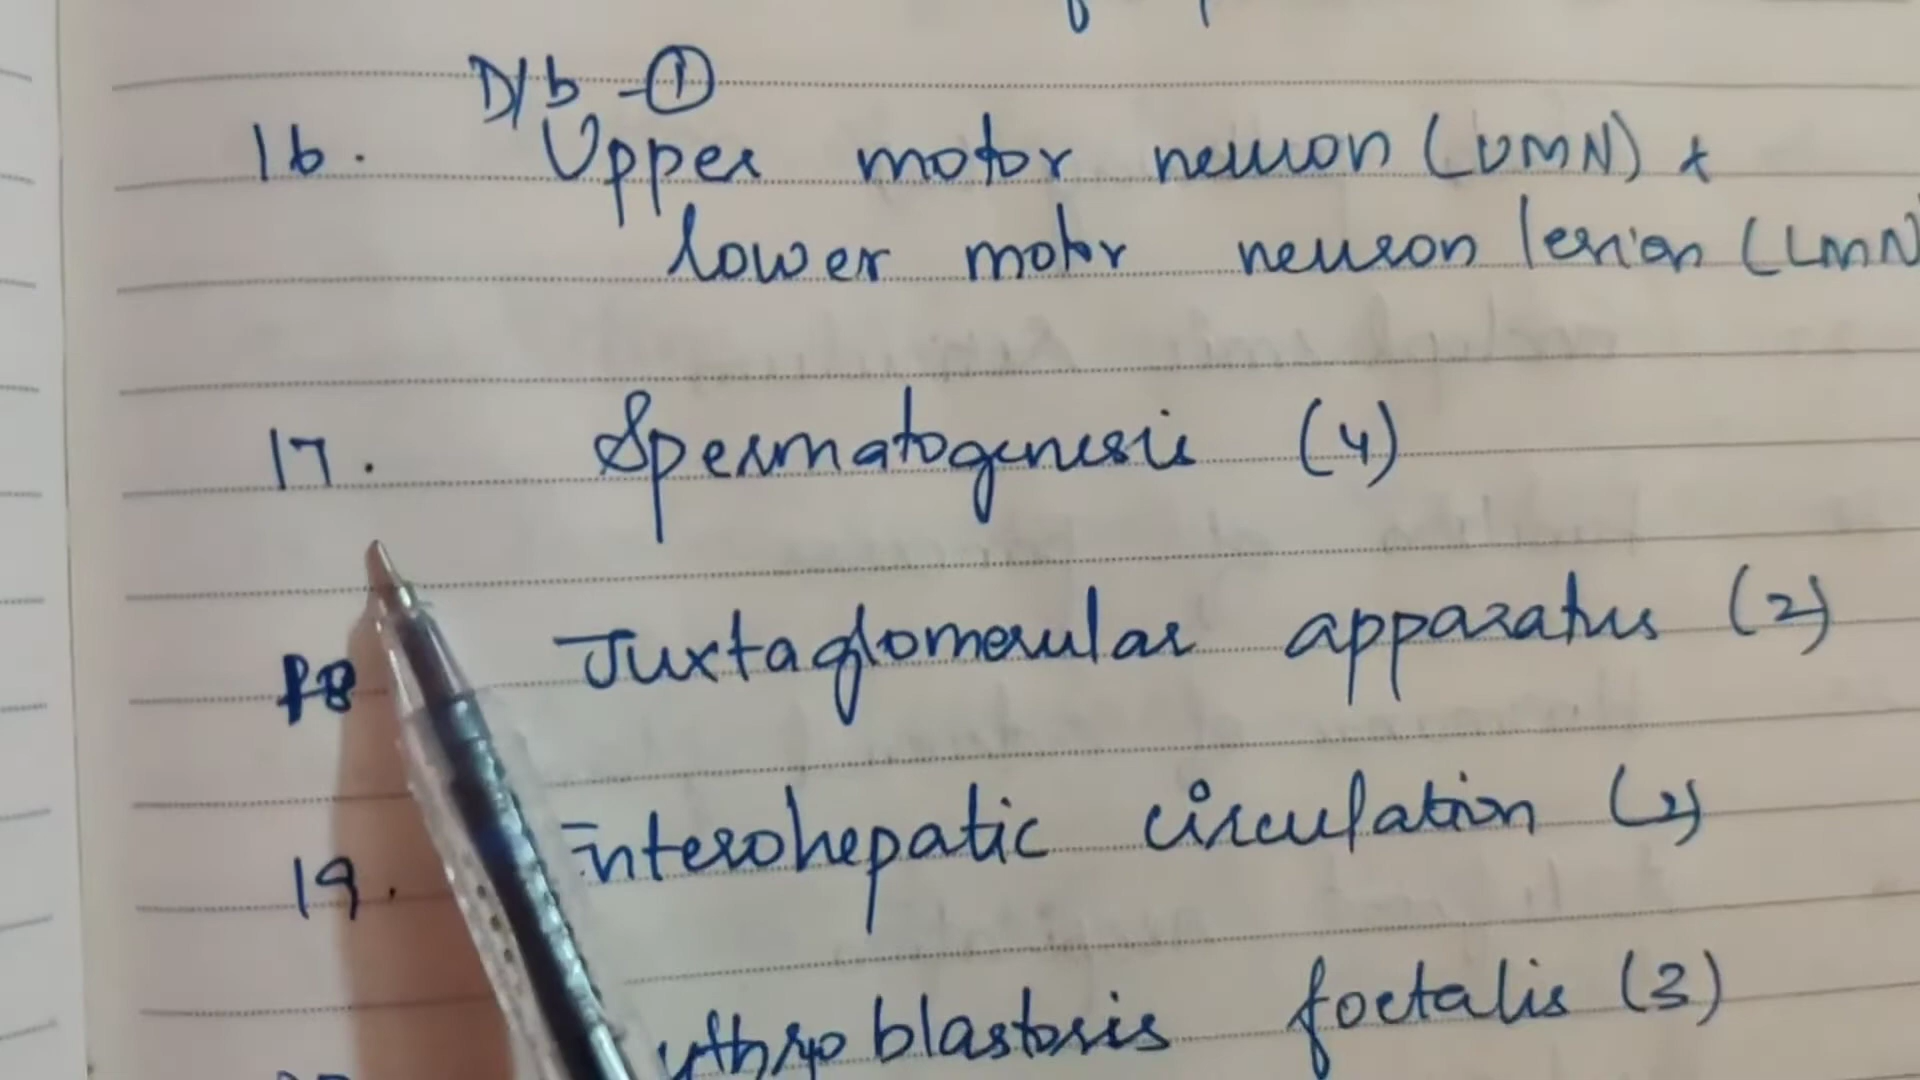 D/b - ①
16. Upper motor neuron (UMN) &
lower motor neuron lesion (LMN
17. Spermatogenesis (4)
18 Juxtaglomerular apparatus (2)
19. Enterohepatic circulation (2)
ythroblastosis foetalis (3)